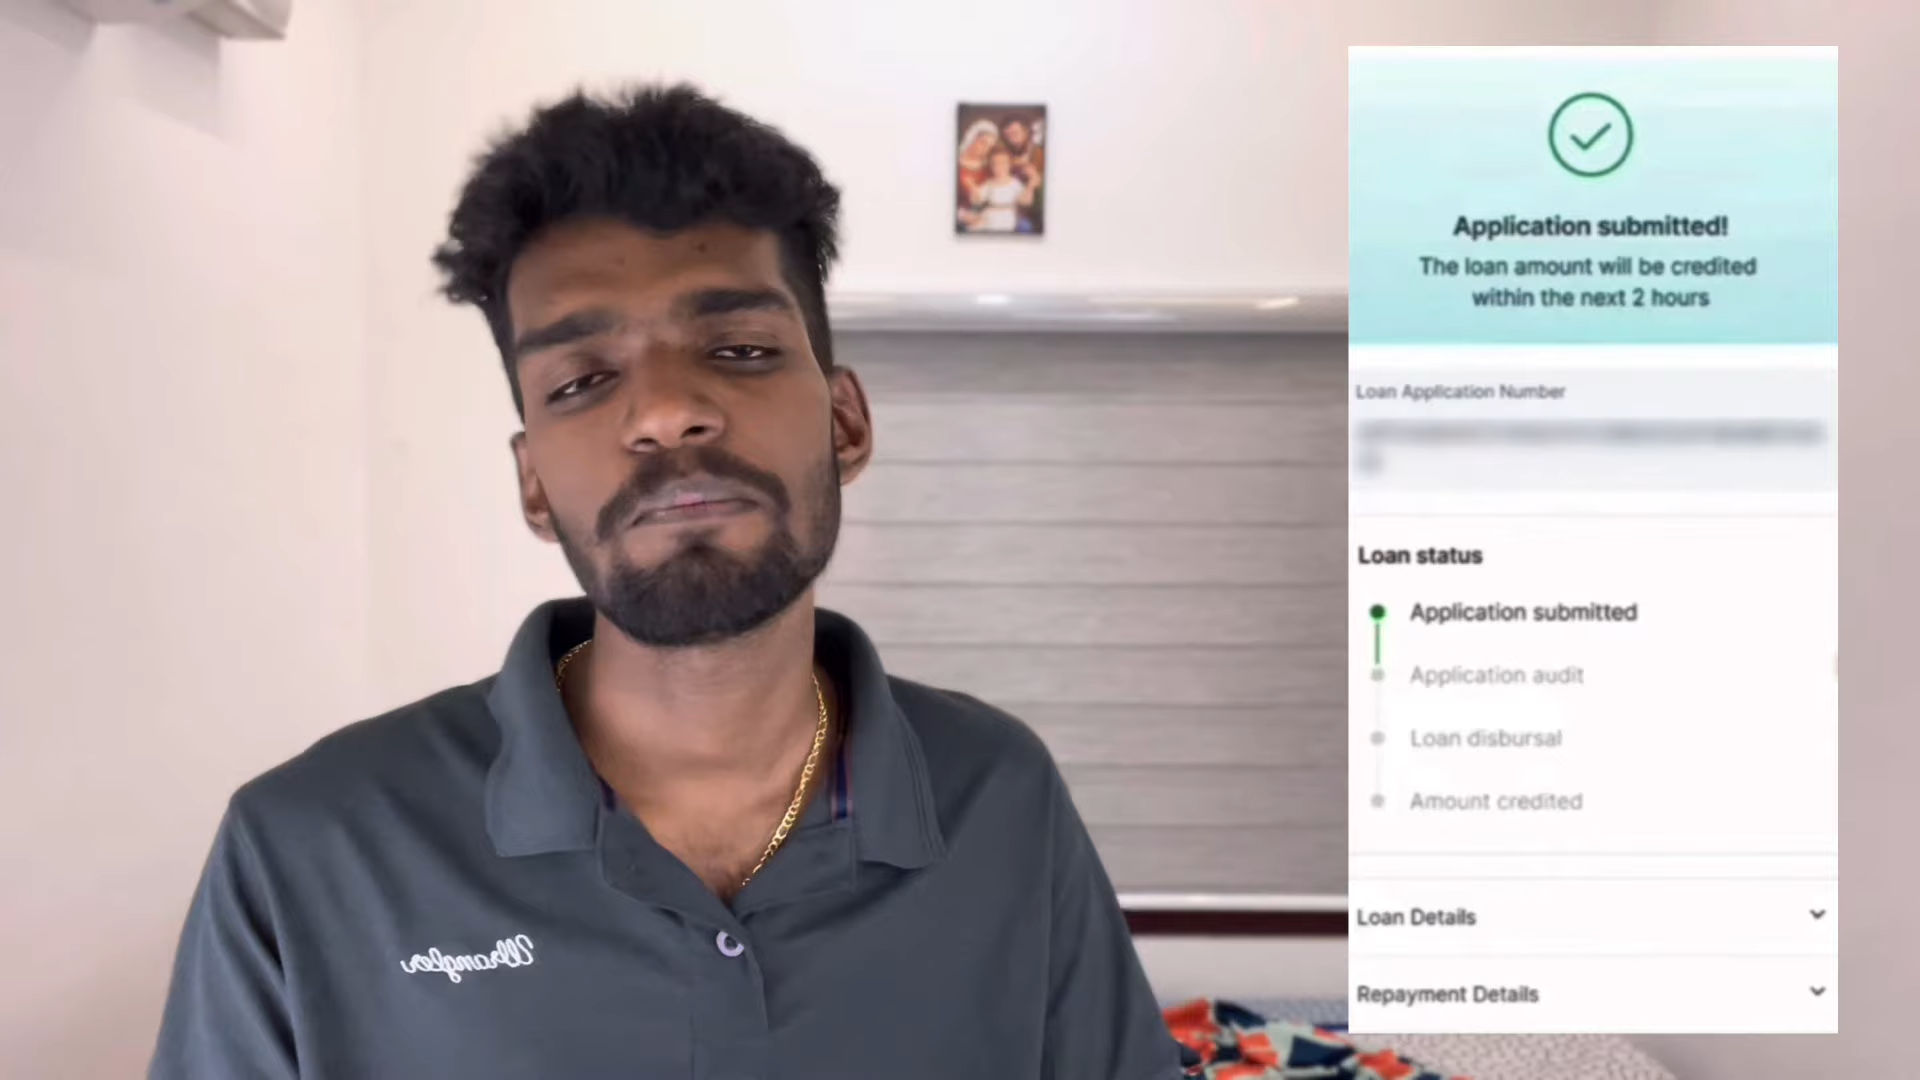 Application submitted!
The loan amount will be credited
within the next 2 hours
Loan Application Number
Loan status
Application submitted
Application audit
Loan disbursal
Amount credited
Loan Details
Repayment Details
Wrangler